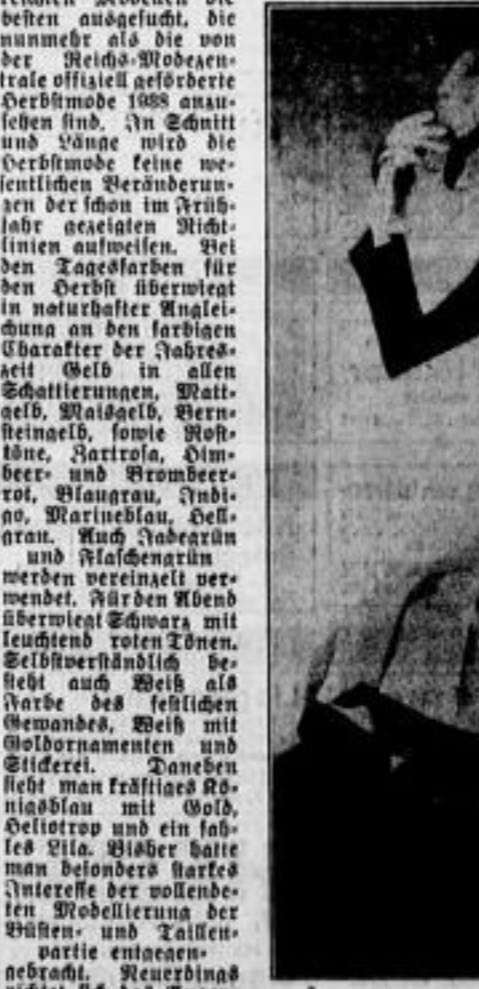 besten ausgesucht, die
nunmehr als die von
der Reichs-Modezen-
trale offiziell geförderte
Herbstmode 1938 anzu-
sehen sind. In Schnitt
und Länge wird die
Herbstmode keine we-
sentlichen Veränderun-
gen der schon im Früh-
jahr gezeigten Richt-
linien aufweisen. Bei
den Tagesfarben für
den Herbst überwiegt
in naturhafter Anglei-
chung an den farbigen
Charakter der Jahres-
zeit Gelb in allen
Schattierungen, Matt-
gelb, Maisgelb, Bern-
steingelb, sowie Rost-
töne, Zartrosa, Him-
beer- und Brombeer-
rot, Blaugrau, Indi-
go, Marineblau, Hell-
grau. Auch Jadegrün
und Flaschengrün
werden vereinzelt ver-
wendet. Für den Abend
überwiegt Schwarz mit
leuchtend roten Tönen.
Selbstverständlich be-
steht auch Weiß als
Farbe des festlichen
Gewandes, Weiß mit
Goldornamenten und
Stickerei. Daneben
sieht man kräftiges Kö-
nigsblau mit Gold,
Heliotrop und ein fah-
les Lila. Bisher hatte
man besonders starkes
Interesse der vollende-
ten Modellierung der
Büsten- und Taillen-
partie entgegen-
gebracht. Neuerdings